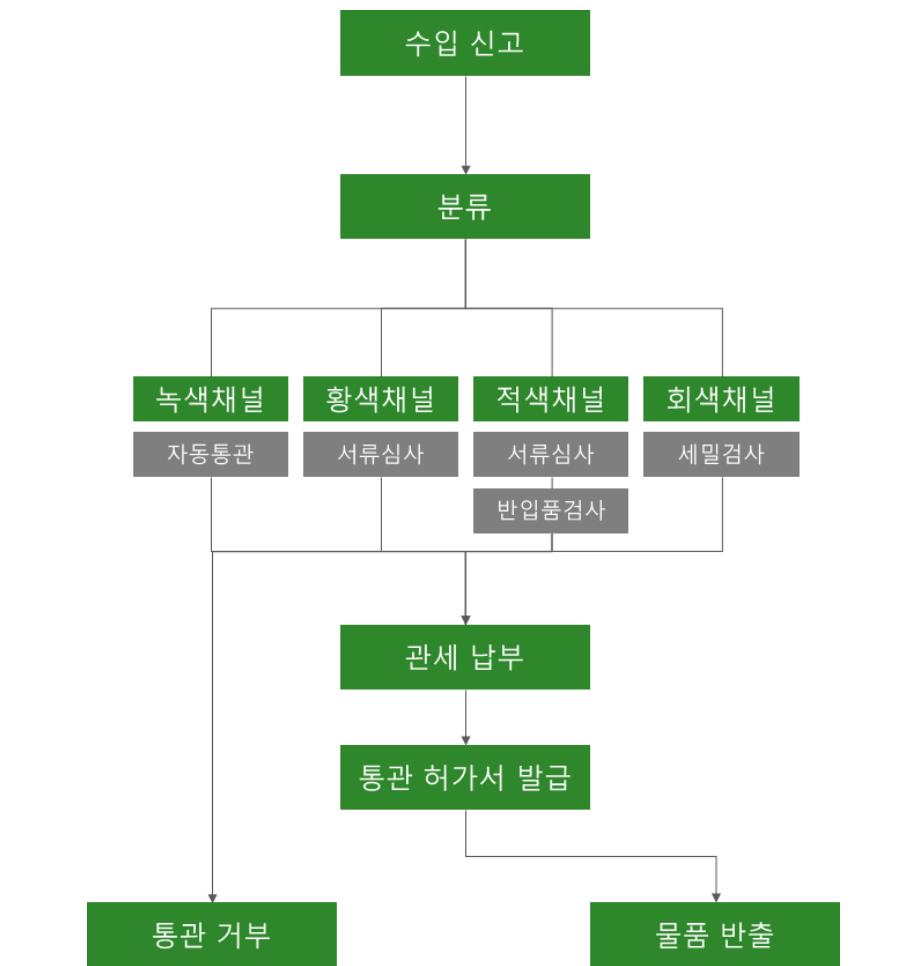 수입 신고
분류
녹색채널
황색채널
적색채널
회색채널
자동통관
서류심사
서류심사
세밀검사
반입품검사
관세 납부
통관 허가서 발급
통관 거부
물품 반출